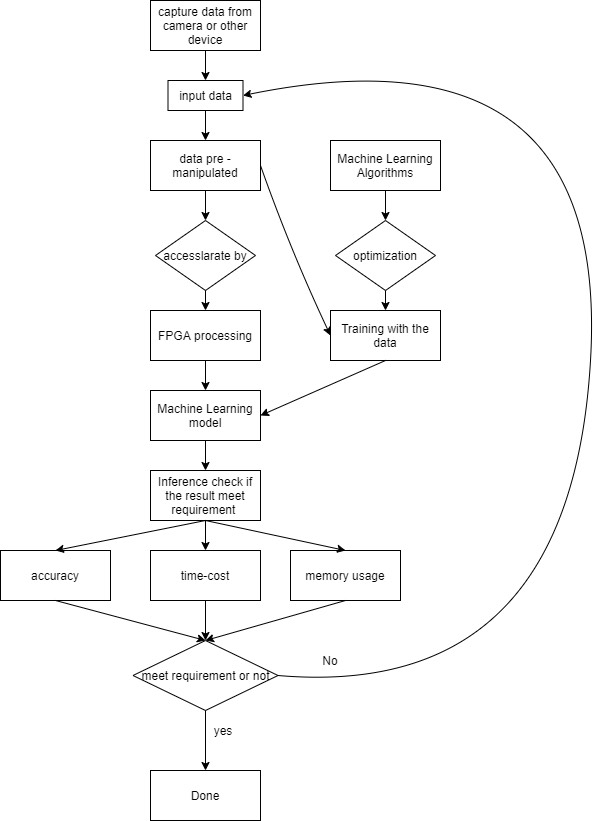 capture data from
camera or other
device
input data
data pre -
manipulated
Machine Learning
Algorithms
accesslarate by
optimization
FPGA processing
Training with the
data
Machine Learning
model
Inference check if
the result meet
requirement
accuracy
time-cost
memory usage
meet requirement or not
No
yes
Done